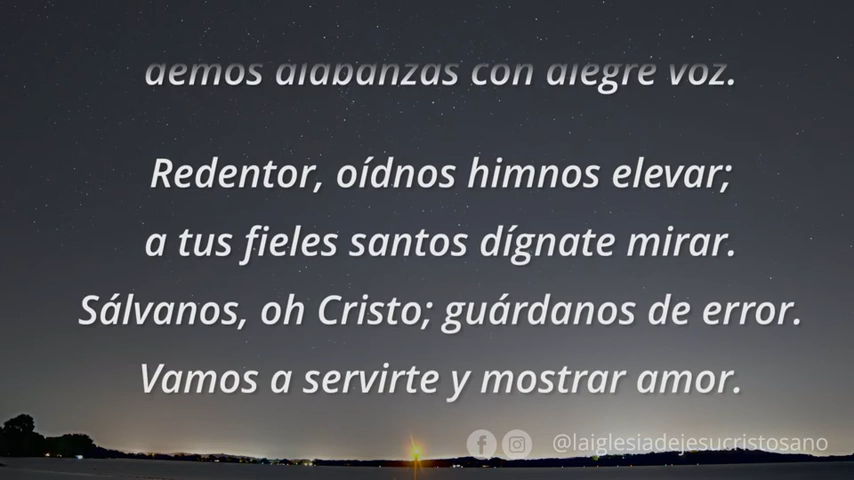 demos alabanzas con alegre voz.
Redentor, oídnos himnos elevar;
a tus fieles santos dígnate mirar.
Sálvanos, oh Cristo; guárdanos de error.
Vamos a servirte y mostrar amor.
@laiglesiadejesucristosano